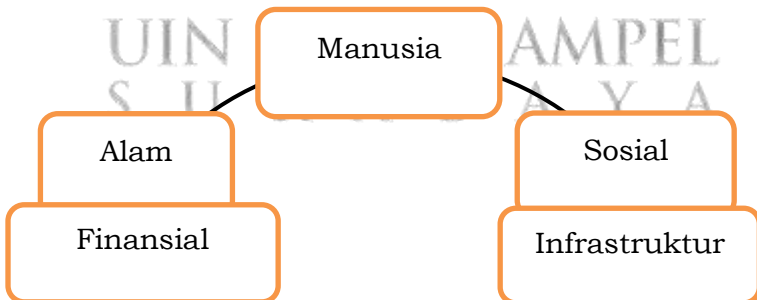 UIN AMPEL
Manusia
S U A Y A
Alam
Sosial
Finansial
Infrastruktur